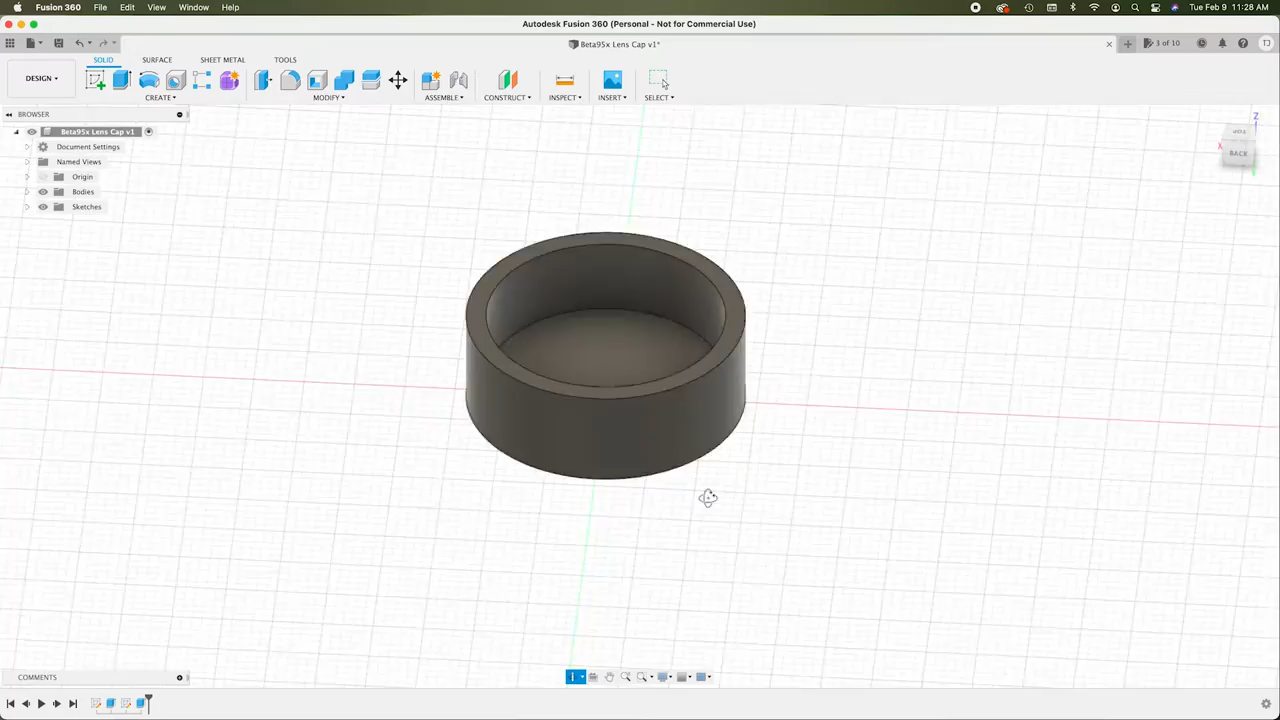 Fusion 360 File Edit View Window Help Tue Feb 9 11:28 AM
Autodesk Fusion 360 (Personal - Not for Commercial Use)
Beta95x Lens Cap v1* 3 of 10 TJ
SOLID SURFACE SHEET METAL TOOLS
DESIGN
CREATE MODIFY ASSEMBLE CONSTRUCT INSPECT INSERT SELECT
BROWSER
Beta95x Lens Cap v1
Document Settings
Named Views
Origin
Bodies
Sketches
Z
X
BACK
COMMENTS